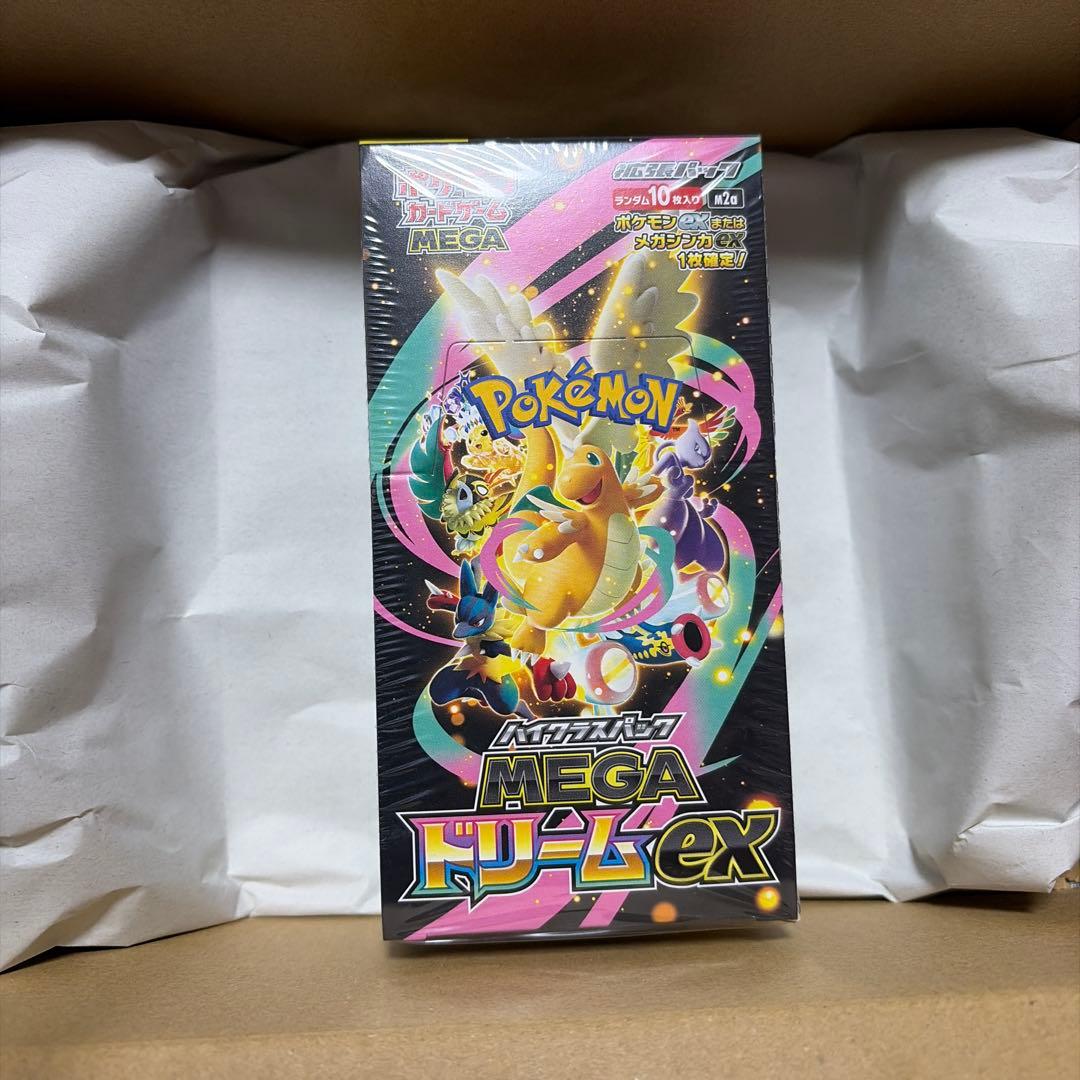 ポケモン
カードゲーム
MEGA
拡張パック
ランダム10枚入り
M2a
ポケモンexまたは
メガシンカex
1枚確定!
POKÉMON
TM
ハイクラスパック
MEGA
ドリームex